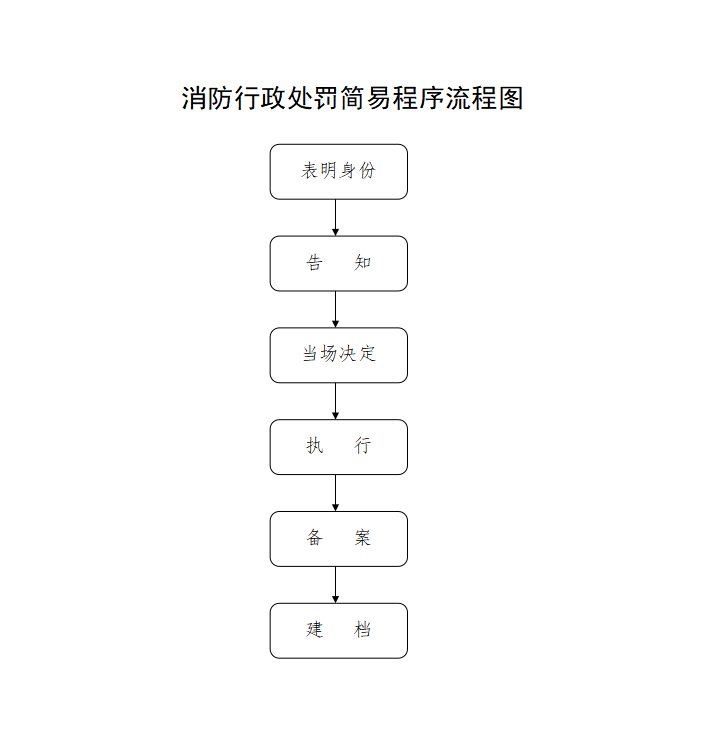 消防行政处罚简易程序流程图
表明身份
告 知
当场决定
执 行
备 案
建 档